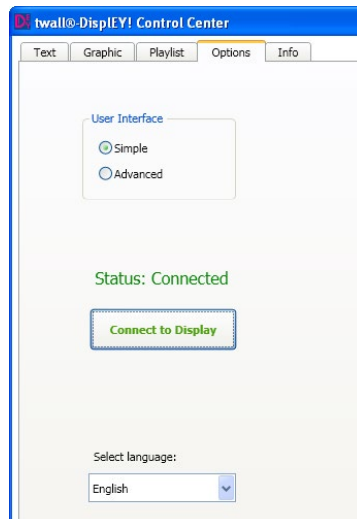 twall®-DisplEY! Control Center
Text Graphic Playlist Options Info
User Interface
Simple
Advanced
Status: Connected
Connect to Display
Select language:
English